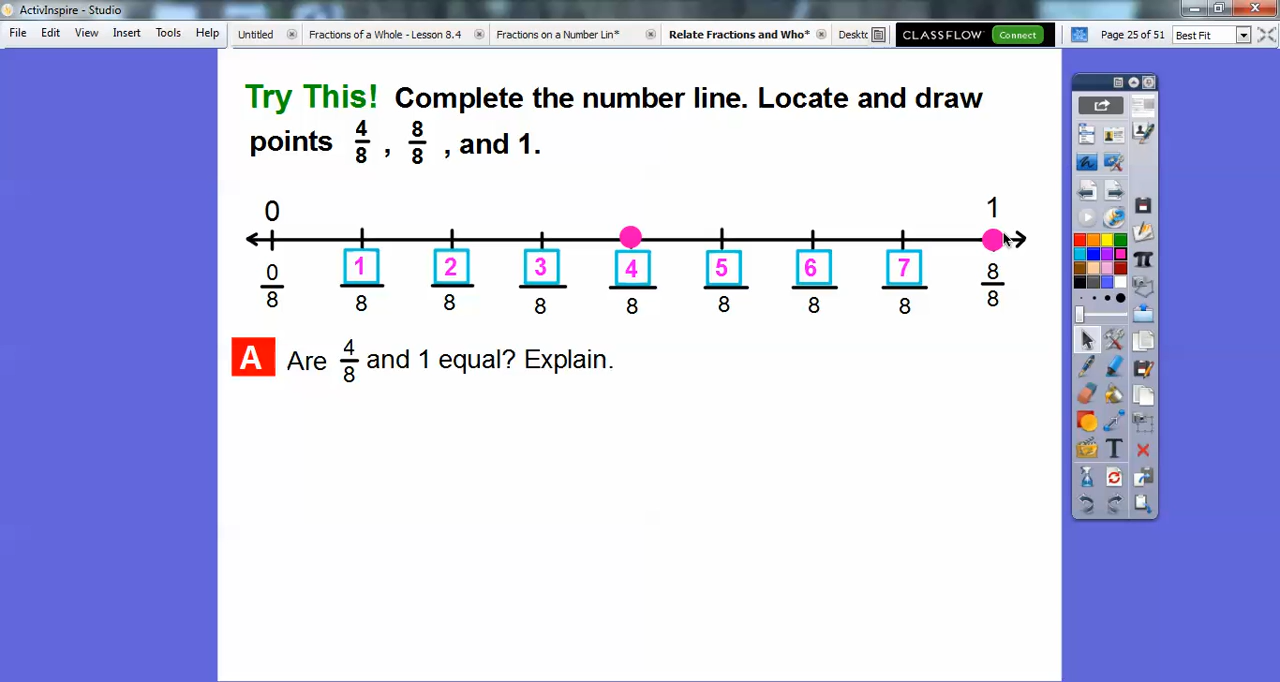 ActivInspire - Studio
File Edit View Insert Tools Help
Untitled Fractions of a Whole - Lesson 8.4 Fractions on a Number Lin* Relate Fractions and Who* Deskto CLASSFLOW Connect Page 25 of 51 Best Fit
Try This! Complete the number line. Locate and draw
points 4/8, 8/8, and 1.
0 1
0/8 1/8 2/8 3/8 4/8 5/8 6/8 7/8 8/8
A Are 4/8 and 1 equal? Explain.